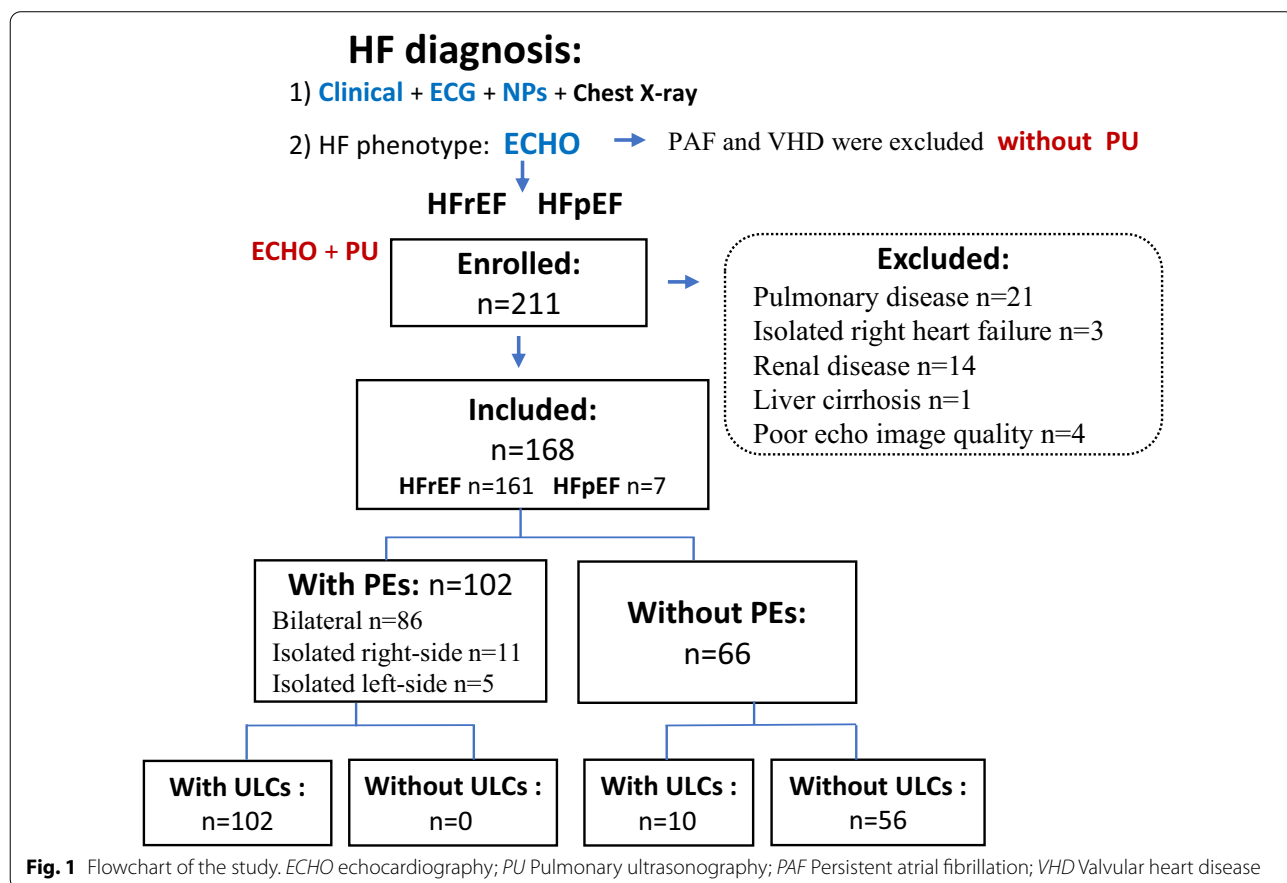 HF diagnosis:
1) Clinical + ECG + NPs + Chest X-ray
2) HF phenotype: ECHO
PAF and VHD were excluded without PU
HFrEF HFpEF
ECHO + PU
Enrolled:
n=211
Excluded:
Pulmonary disease n=21
Isolated right heart failure n=3
Renal disease n=14
Liver cirrhosis n=1
Poor echo image quality n=4
Included:
n=168
HFrEF n=161 HFpEF n=7
With PEs: n=102
Bilateral n=86
Isolated right-side n=11
Isolated left-side n=5
Without PEs:
n=66
With ULCs :
n=102
Without ULCs :
n=0
With ULCs :
n=10
Without ULCs :
n=56
Fig. 1 Flowchart of the study. ECHO echocardiography; PU Pulmonary ultrasonography; PAF Persistent atrial fibrillation; VHD Valvular heart disease